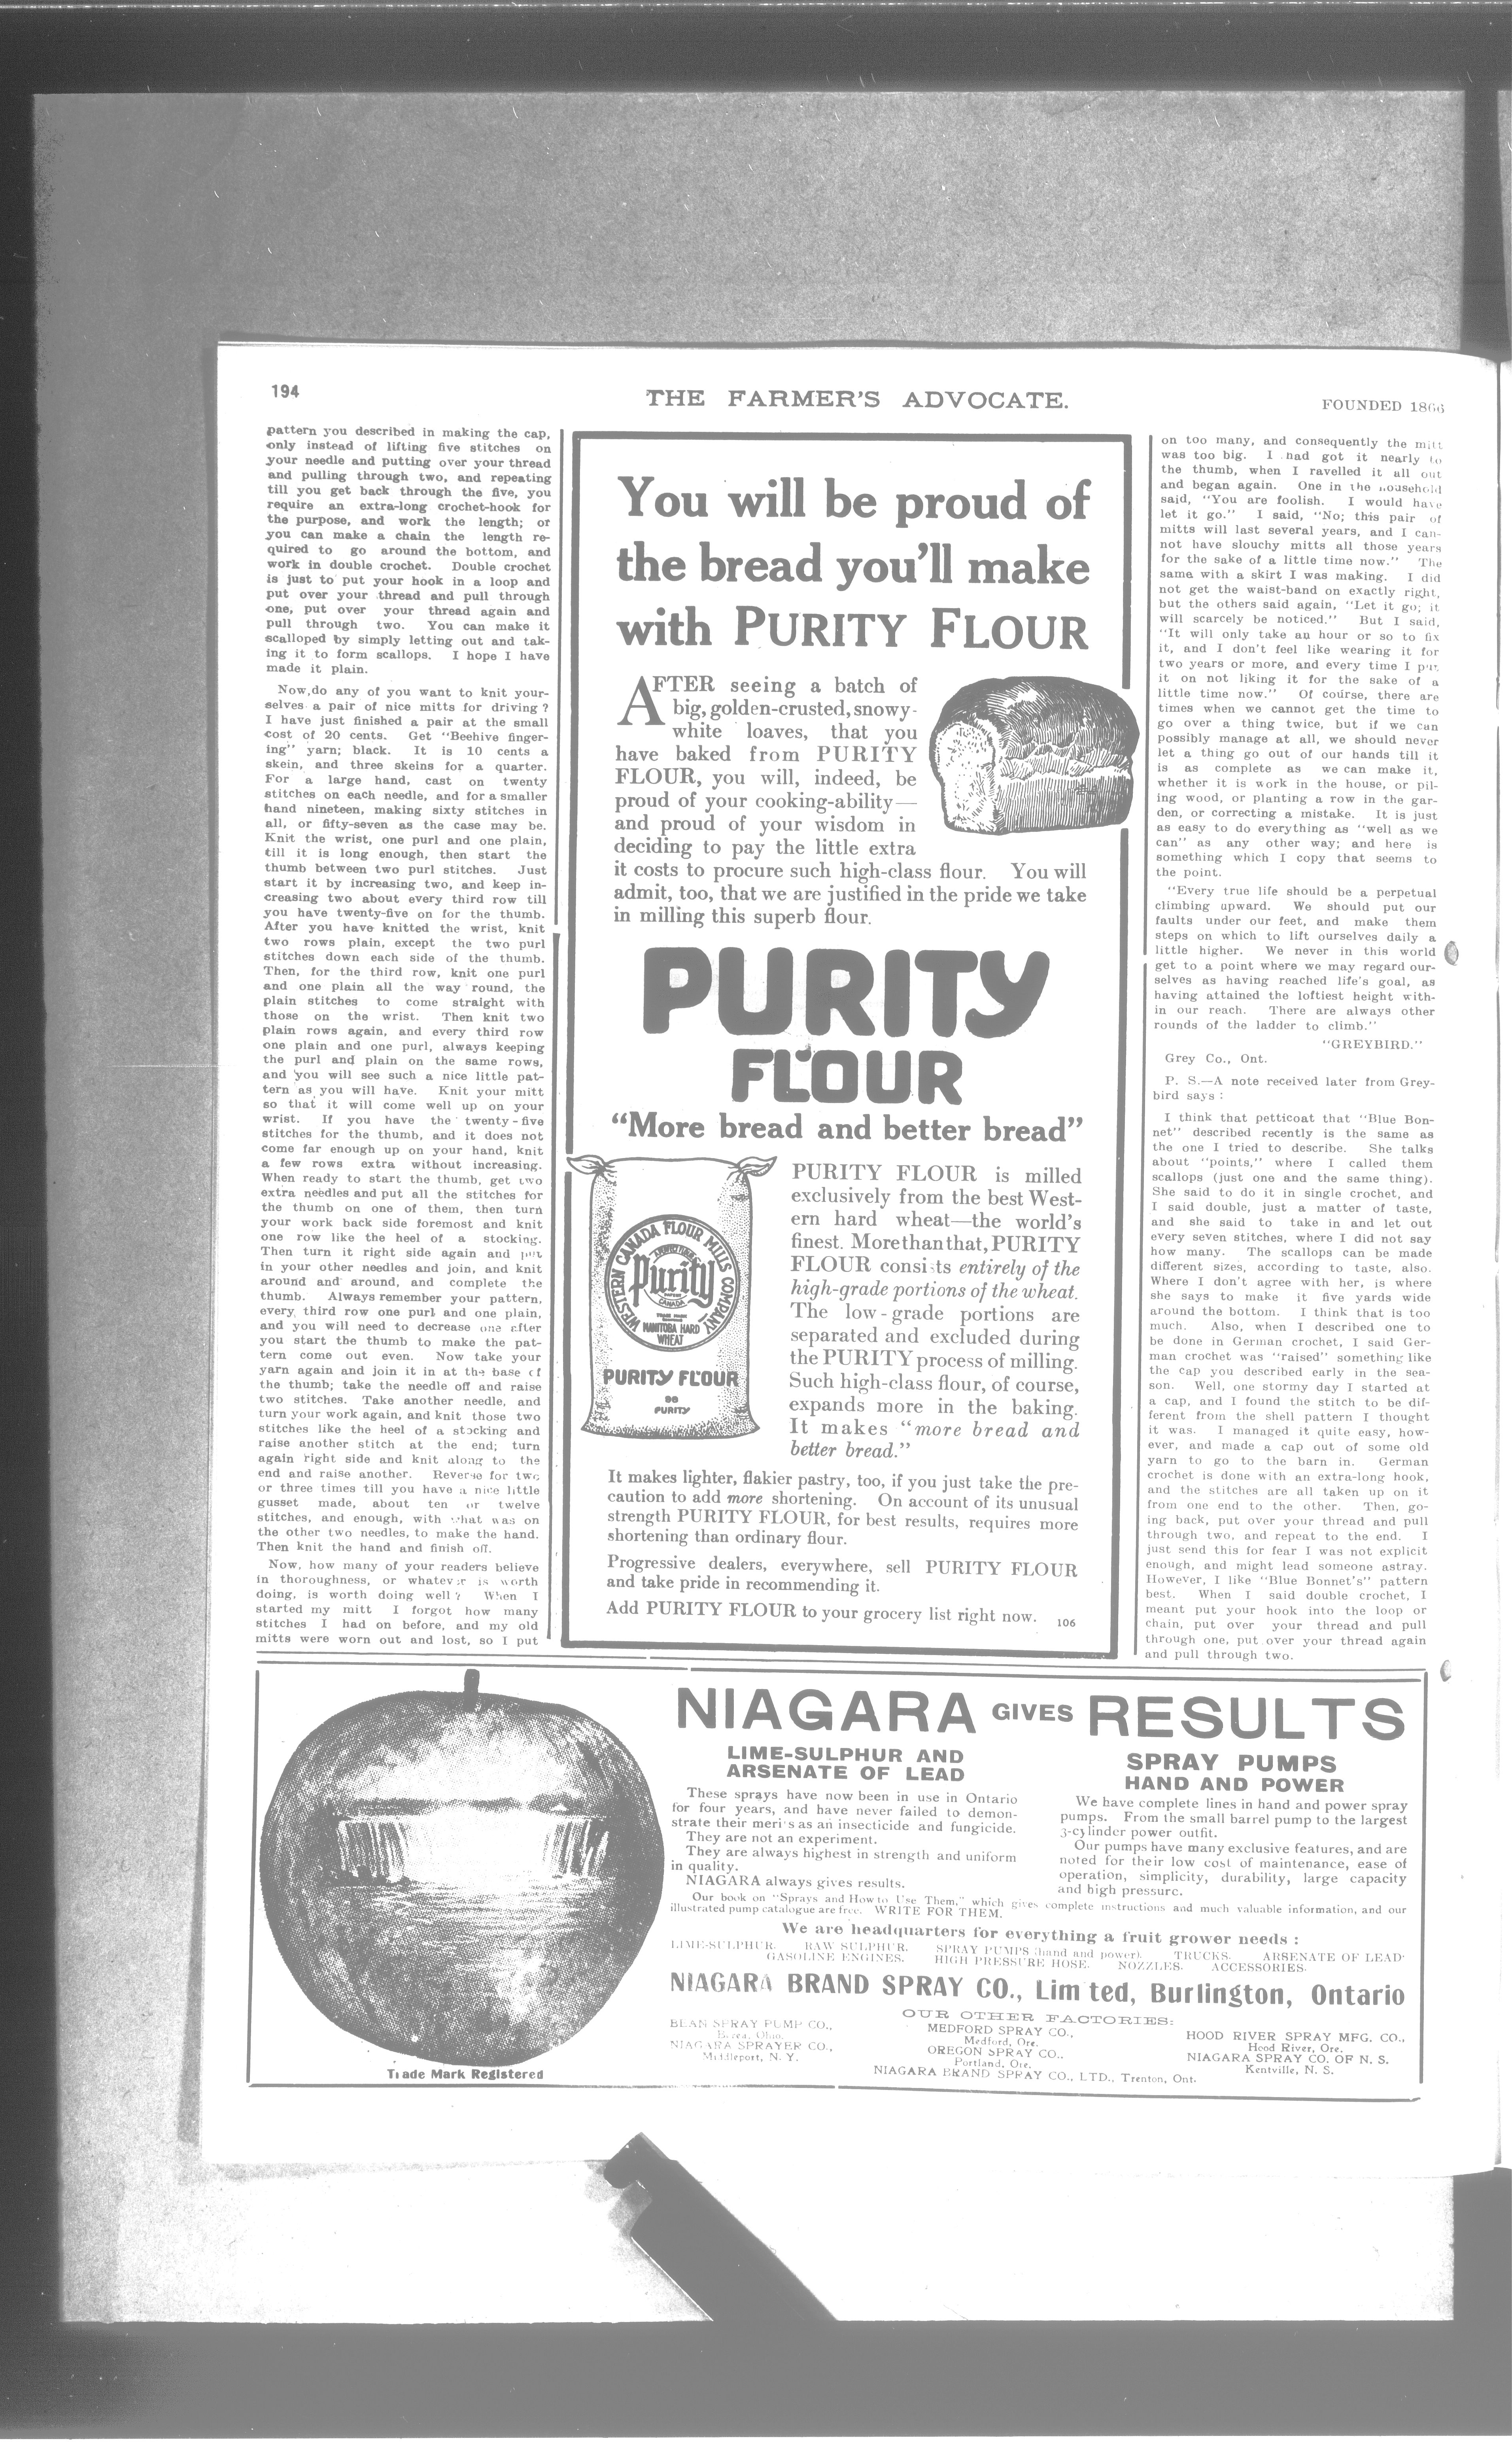 194
THE FARMER'S ADVOCATE.
FOUNDED 1866
pattern you described in making the cap,
only instead of lifting five stitches on
your needle and putting over your thread
and pulling through two, and repeating
till you get back through the five, you
require an extra-long crochet-hook for
the purpose, and work the length; or
you can make a chain the length re-
quired to go around the bottom, and
work in double crochet. Double crochet
is just to put your hook in a loop and
put over your thread and pull through
one, put over your thread again and
pull through two. You can make it
scalloped by simply letting out and tak-
ing it to form scallops. I hope I have
made it plain.
Now, do any of you want to knit your-
selves a pair of nice mitts for driving?
I have just finished a pair at the small
cost of 20 cents. Get "Beehive finger-
ing" yarn; black. It is 10 cents a
skein, and three skeins for a quarter.
For a large hand, cast on twenty
stitches on each needle, and for a smaller
hand nineteen, making sixty stitches in
all, or fifty-seven as the case may be.
Knit the wrist, one purl and one plain,
till it is long enough, then start the
thumb between two purl stitches. Just
start it by increasing two, and keep in-
creasing two about every third row till
you have twenty-five on for the thumb.
After you have knitted the wrist, knit
two rows plain, except the two purl
stitches down each side of the thumb.
Then, for the third row, knit one purl
and one plain all the way round, the
plain stitches to come straight with
those on the wrist. Then knit two
plain rows again, and every third row
one plain and one purl, always keeping
the purl and plain on the same rows,
and you will see such a nice little pat-
tern as you will have. Knit your mitt
so that it will come well up on your
wrist. If you have the twenty-five
stitches for the thumb, and it does not
come far enough up on your hand, knit
a few rows extra without increasing.
When ready to start the thumb, get two
extra needles and put all the stitches for
the thumb on one of them, then turn
your work back side foremost and knit
one row like the heel of a stocking.
Then turn it right side again and put
in your other needles and join, and knit
around and around, and complete the
thumb. Always remember your pattern,
every third row one purl and one plain,
and you will need to decrease one after
you start the thumb to make the pat-
tern come out even. Now take your
yarn again and join it in at the base of
the thumb; take the needle off and raise
two stitches. Take another needle, and
turn your work again, and knit those two
stitches like the heel of a stocking and
raise another stitch at the end; turn
again right side and knit along to the
end and raise another. Reverse for two
or three times till you have a nice little
gusset made, about ten or twelve
stitches, and enough, with what was on
the other two needles, to make the hand.
Then knit the hand and finish off.
Now, how many of your readers believe
in thoroughness, or whatever is worth
doing, is worth doing well? When I
started my mitt I forgot how many
stitches I had on before, and my old
mitts were worn out and lost, so I put
You will be proud of
the bread you'll make
with PURITY FLOUR
AFTER seeing a batch of
big, golden-crusted, snowy-
white loaves, that you
have baked from PURITY
FLOUR, you will, indeed, be
proud of your cooking-ability—
and proud of your wisdom in
deciding to pay the little extra
it costs to procure such high-class flour. You will
admit, too, that we are justified in the pride we take
in milling this superb flour.
PURITY
FLOUR
"More bread and better bread"
WESTERN CANADA FLOUR MILLS COMPANY
Purity
CANADA
MANITOBA HARD
WHEAT
PURITY FLOUR
98
PURITY
PURITY FLOUR is milled
exclusively from the best West-
ern hard wheat—the world's
finest. More than that, PURITY
FLOUR consists entirely of the
high-grade portions of the wheat.
The low-grade portions are
separated and excluded during
the PURITY process of milling.
Such high-class flour, of course,
expands more in the baking.
It makes "more bread and
better bread."
It makes lighter, flakier pastry, too, if you just take the pre-
caution to add more shortening. On account of its unusual
strength PURITY FLOUR, for best results, requires more
shortening than ordinary flour.
Progressive dealers, everywhere, sell PURITY FLOUR
and take pride in recommending it.
Add PURITY FLOUR to your grocery list right now. 106
on too many, and consequently the mitt
was too big. I had got it nearly to
the thumb, when I ravelled it all out
and began again. One in the household
said, "You are foolish. I would have
let it go." I said, "No; this pair of
mitts will last several years, and I can-
not have slouchy mitts all those years
for the sake of a little time now." The
same with a skirt I was making. I did
not get the waist-band on exactly right,
but the others said again, "Let it go; it
will scarcely be noticed." But I said,
"It will only take an hour or so to fix
it, and I don't feel like wearing it for
two years or more, and every time I put
it on not liking it for the sake of a
little time now." Of course, there are
times when we cannot get the time to
go over a thing twice, but if we can
possibly manage at all, we should never
let a thing go out of our hands till it
is as complete as we can make it,
whether it is work in the house, or pil-
ing wood, or planting a row in the gar-
den, or correcting a mistake. It is just
as easy to do everything as "well as we
can" as any other way; and here is
something which I copy that seems to
the point.
"Every true life should be a perpetual
climbing upward. We should put our
faults under our feet, and make them
steps on which to lift ourselves daily a
little higher. We never in this world
get to a point where we may regard our-
selves as having reached life's goal, as
having attained the loftiest height with-
in our reach. There are always other
rounds of the ladder to climb."
"GREYBIRD."
Grey Co., Ont.
P. S.—A note received later from Grey-
bird says:
I think that petticoat that "Blue Bon-
net" described recently is the same as
the one I tried to describe. She talks
about "points," where I called them
scallops (just one and the same thing).
She said to do it in single crochet, and
I said double, just a matter of taste,
and she said to take in and let out
every seven stitches, where I did not say
how many. The scallops can be made
different sizes, according to taste, also.
Where I don't agree with her, is where
she says to make it five yards wide
around the bottom. I think that is too
much. Also, when I described one to
be done in German crochet, I said Ger-
man crochet was "raised" something like
the cap you described early in the sea-
son. Well, one stormy day I started at
a cap, and I found the stitch to be dif-
ferent from the shell pattern I thought
it was. I managed it quite easy, how-
ever, and made a cap out of some old
yarn to go to the barn in. German
crochet is done with an extra-long hook,
and the stitches are all taken up on it
from one end to the other. Then, go-
ing back, put over your thread and pull
through two, and repeat to the end. I
just send this for fear I was not explicit
enough, and might lead someone astray.
However, I like "Blue Bonnet's" pattern
best. When I said double crochet, I
meant put your hook into the loop or
chain, put over your thread and pull
through one, put over your thread again
and pull through two.
Trade Mark Registered
NIAGARA GIVES RESULTS
LIME-SULPHUR AND
ARSENATE OF LEAD
These sprays have now been in use in Ontario
for four years, and have never failed to demon-
strate their merits as an insecticide and fungicide.
They are not an experiment.
They are always highest in strength and uniform
in quality.
NIAGARA always gives results.
SPRAY PUMPS
HAND AND POWER
We have complete lines in hand and power spray
pumps. From the small barrel pump to the largest
3-cylinder power outfit.
Our pumps have many exclusive features, and are
noted for their low cost of maintenance, ease of
operation, simplicity, durability, large capacity
and high pressure.
Our book on "Sprays and How to Use Them," which gives complete instructions and much valuable information, and our
illustrated pump catalogue are free. WRITE FOR THEM.
We are headquarters for everything a fruit grower needs:
LIME-SULPHUR. RAW SULPHUR. SPRAY PUMPS (hand and power). TRUCKS. ARSENATE OF LEAD.
GASOLINE ENGINES. HIGH PRESSURE HOSE. NOZZLES. ACCESSORIES.
NIAGARA BRAND SPRAY CO., Limited, Burlington, Ontario
OUR OTHER FACTORIES:
BEAN SPRAY PUMP CO.,
Berea, Ohio.
NIAGARA SPRAYER CO.,
Middleport, N. Y.
MEDFORD SPRAY CO.,
Medford, Ore.
OREGON SPRAY CO.,
Portland, Ore.
NIAGARA BRAND SPRAY CO., LTD., Trenton, Ont.
HOOD RIVER SPRAY MFG. CO.,
Hood River, Ore.
NIAGARA SPRAY CO. OF N. S.
Kentville, N. S.